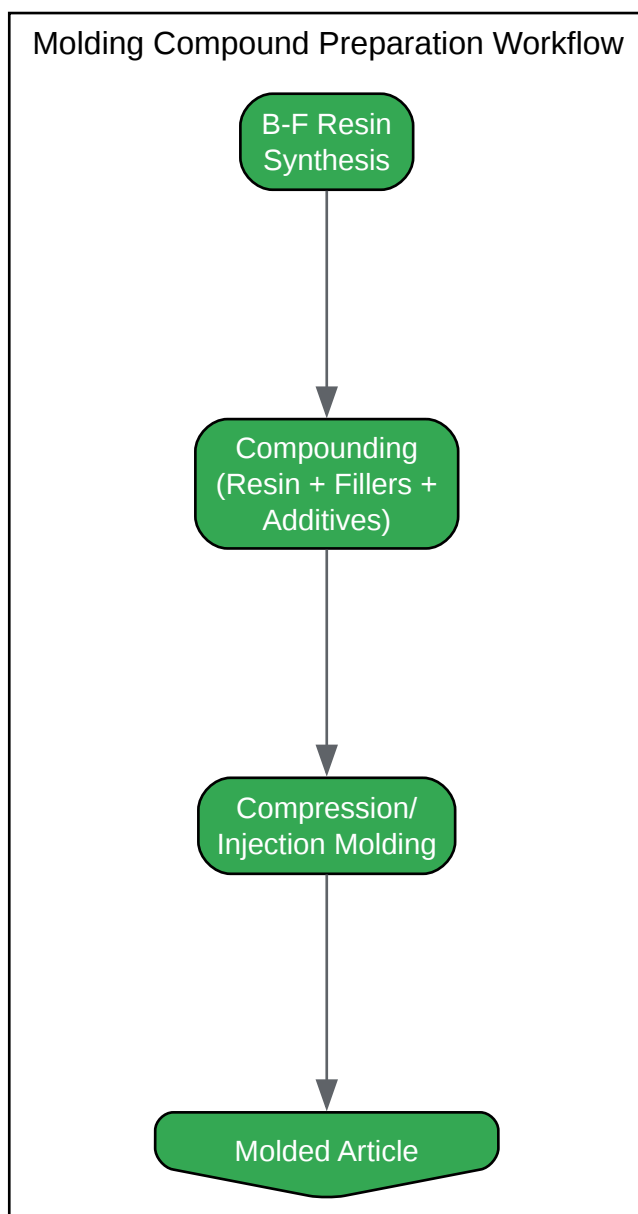 Molding Compound Preparation Workflow
B-F Resin
Synthesis
Compounding
(Resin + Fillers +
Additives)
Compression/
Injection Molding
Molded Article